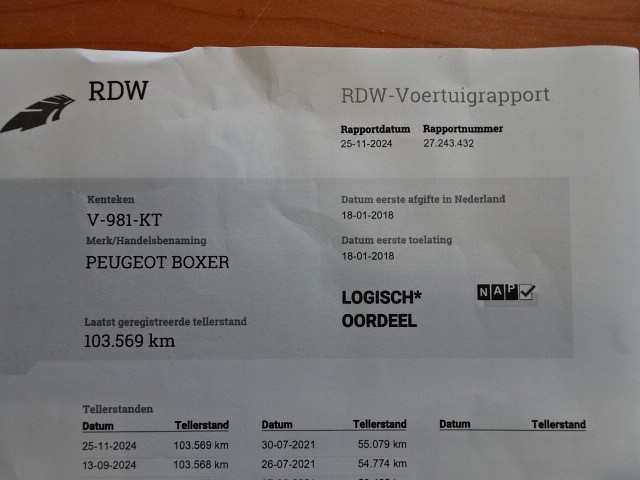 RDW
RDW-Voertuigrapport
Rapportdatum Rapportnummer
25-11-2024 27.243.432
Kenteken
V-981-KT
Merk/Handelsbenaming
PEUGEOT BOXER
Laatst geregistreerde tellerstand
103.569 km
Datum eerste afgifte in Nederland
18-01-2018
Datum eerste toelating
18-01-2018
LOGISCH*
OORDEEL
NAP
Tellerstanden
Datum Tellerstand Datum Tellerstand Datum Tellerstand
25-11-2024 103.569 km 30-07-2021 55.079 km
13-09-2024 103.568 km 26-07-2021 54.774 km